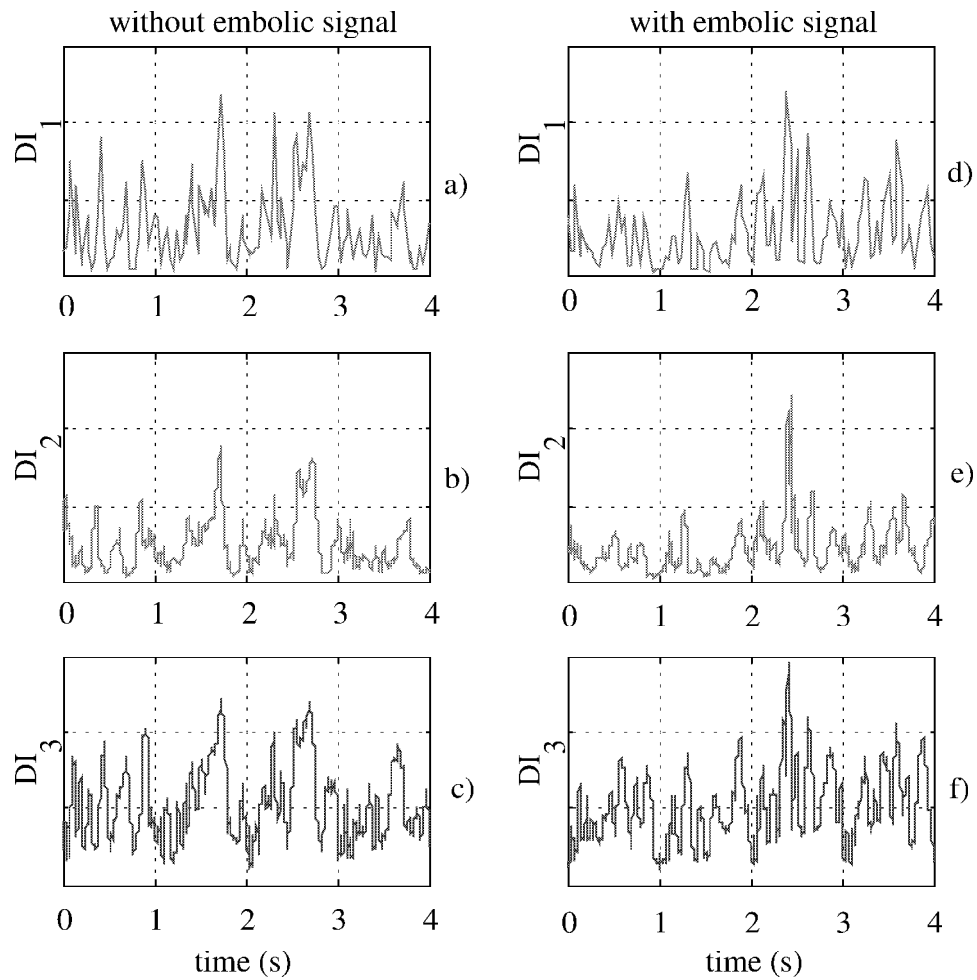 without embolic signal
with embolic signal
DI1
a)
0 1 2 3 4
DI1
d)
0 1 2 3 4
DI2
b)
0 1 2 3 4
DI2
e)
0 1 2 3 4
DI3
c)
0 1 2 3 4
time (s)
DI3
f)
0 1 2 3 4
time (s)